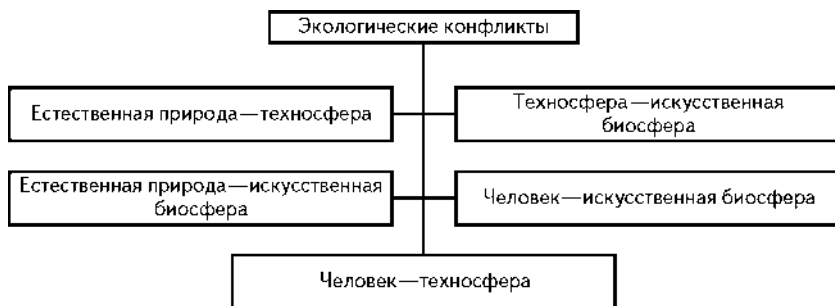 Экологические конфликты
Естественная природа—техносфера
Техносфера—искусственная
биосфера
Естественная природа—искусственная
биосфера
Человек—искусственная биосфера
Человек—техносфера